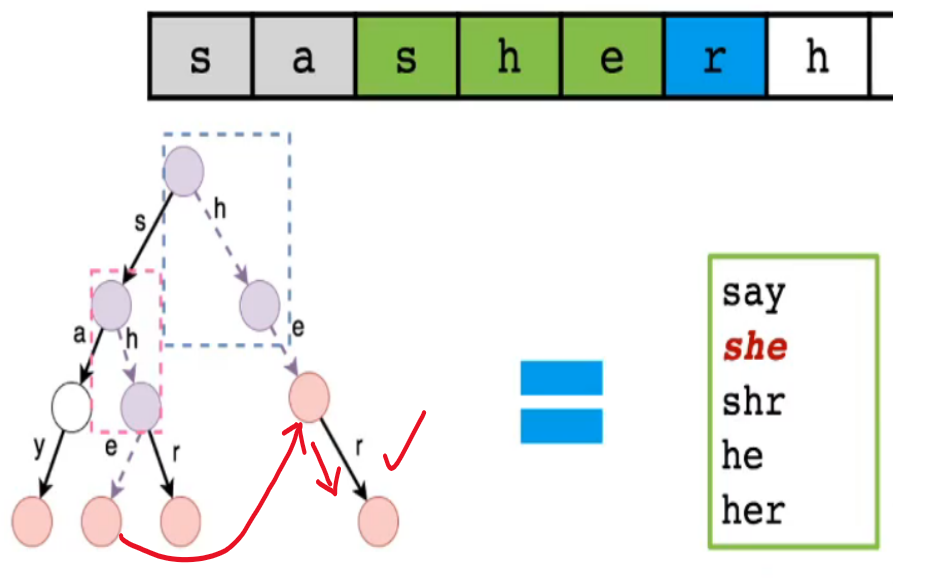 s a s h e r h
s h
a h e
y e r r
say
she
shr
he
her